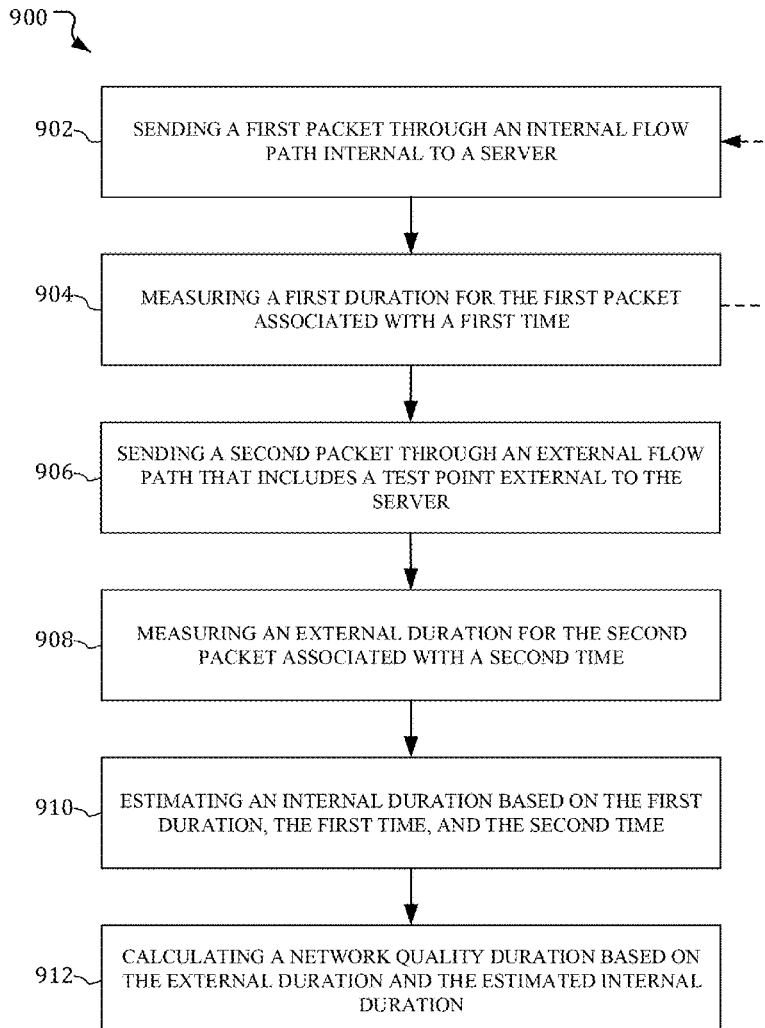 900
902
SENDING A FIRST PACKET THROUGH AN INTERNAL FLOW
PATH INTERNAL TO A SERVER
904
MEASURING A FIRST DURATION FOR THE FIRST PACKET
ASSOCIATED WITH A FIRST TIME
906
SENDING A SECOND PACKET THROUGH AN EXTERNAL FLOW
PATH THAT INCLUDES A TEST POINT EXTERNAL TO THE
SERVER
908
MEASURING AN EXTERNAL DURATION FOR THE SECOND
PACKET ASSOCIATED WITH A SECOND TIME
910
ESTIMATING AN INTERNAL DURATION BASED ON THE FIRST
DURATION, THE FIRST TIME, AND THE SECOND TIME
912
CALCULATING A NETWORK QUALITY DURATION BASED ON
THE EXTERNAL DURATION AND THE ESTIMATED INTERNAL
DURATION